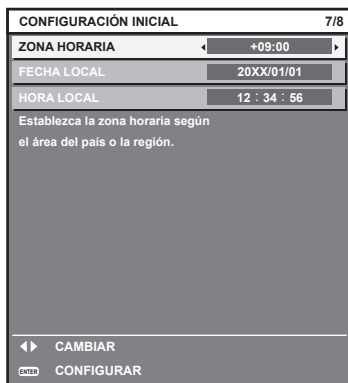 CONFIGURACIÓN INICIAL 7/8
ZONA HORARIA +09:00
FECHA LOCAL 20XX/01/01
HORA LOCAL 12 : 34 : 56
Establezca la zona horaria según
el área del país o la región.
CAMBIAR
ENTER CONFIGURAR